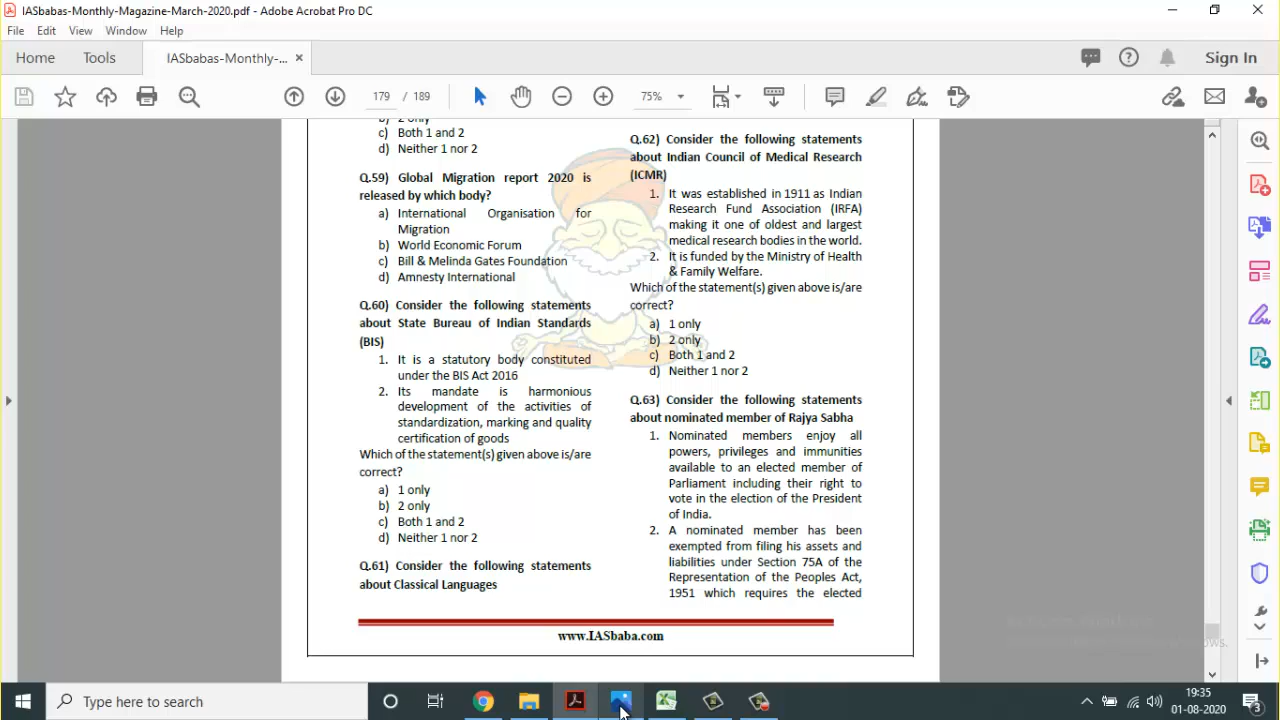 IASbabas-Monthly-Magazine-March-2020.pdf - Adobe Acrobat Pro DC
File Edit View Window Help
Home Tools IASbabas-Monthly-... × Sign In
179 / 189 75%
c) Both 1 and 2
d) Neither 1 nor 2
Q.59) Global Migration report 2020 is
released by which body?
a) International Organisation for
Migration
b) World Economic Forum
c) Bill & Melinda Gates Foundation
d) Amnesty International
Q.60) Consider the following statements
about State Bureau of Indian Standards
(BIS)
1. It is a statutory body constituted
under the BIS Act 2016
2. Its mandate is harmonious
development of the activities of
standardization, marking and quality
certification of goods
Which of the statement(s) given above is/are
correct?
a) 1 only
b) 2 only
c) Both 1 and 2
d) Neither 1 nor 2
Q.61) Consider the following statements
about Classical Languages
Q.62) Consider the following statements
about Indian Council of Medical Research
(ICMR)
1. It was established in 1911 as Indian
Research Fund Association (IRFA)
making it one of oldest and largest
medical research bodies in the world.
2. It is funded by the Ministry of Health
& Family Welfare.
Which of the statement(s) given above is/are
correct?
a) 1 only
b) 2 only
c) Both 1 and 2
d) Neither 1 nor 2
Q.63) Consider the following statements
about nominated member of Rajya Sabha
1. Nominated members enjoy all
powers, privileges and immunities
available to an elected member of
Parliament including their right to
vote in the election of the President
of India.
2. A nominated member has been
exempted from filing his assets and
liabilities under Section 75A of the
Representation of the Peoples Act,
1951 which requires the elected
www.IASbaba.com
Type here to search
19:35
01-08-2020
3